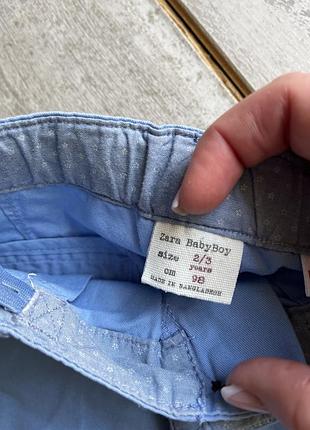 Zara BabyBoy
size 2/3
years
cm 98
MADE IN BANGLADESH